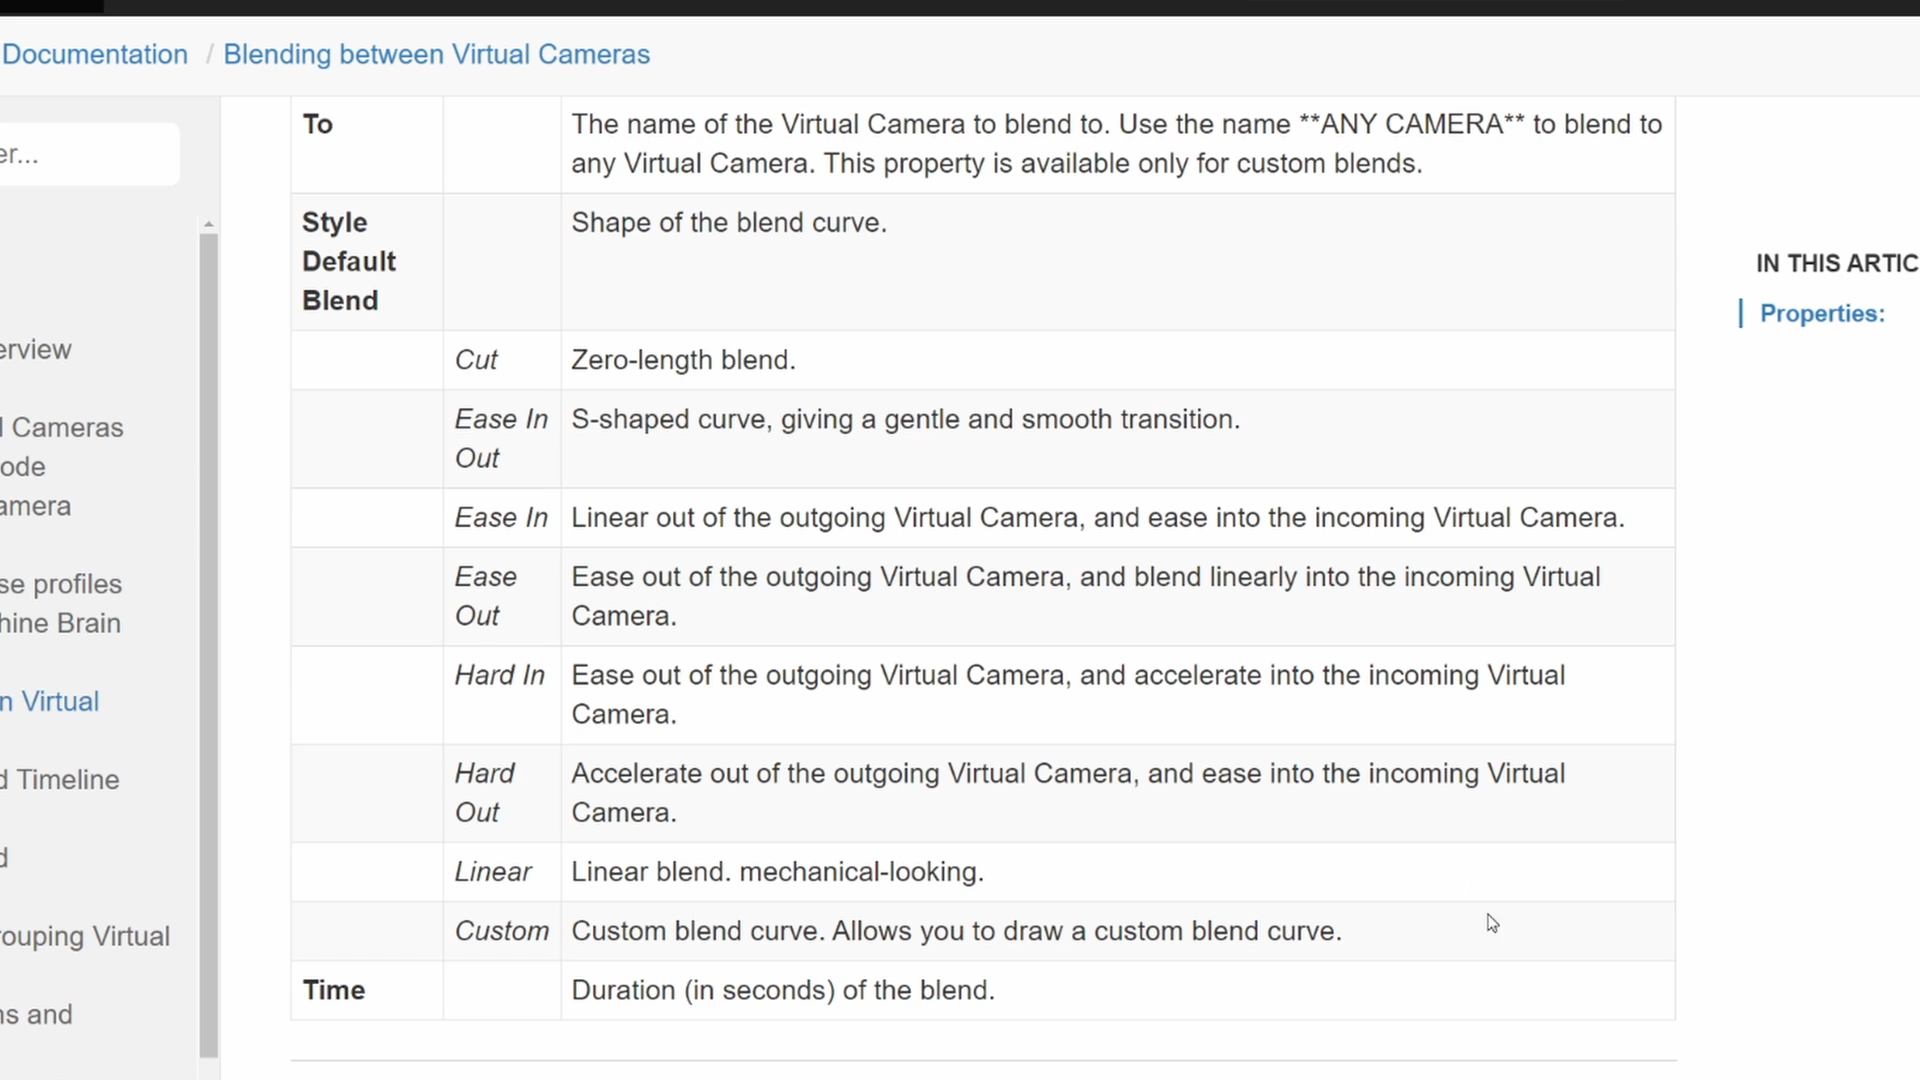 Documentation / Blending between Virtual Cameras
er...
erview
l Cameras
ode
amera
se profiles
hine Brain
n Virtual
d Timeline
d
rouping Virtual
ns and
To The name of the Virtual Camera to blend to. Use the name **ANY CAMERA** to blend to
any Virtual Camera. This property is available only for custom blends.
Style Shape of the blend curve.
Default
Blend
Cut Zero-length blend.
Ease In S-shaped curve, giving a gentle and smooth transition.
Out
Ease In Linear out of the outgoing Virtual Camera, and ease into the incoming Virtual Camera.
Ease Ease out of the outgoing Virtual Camera, and blend linearly into the incoming Virtual
Out Camera.
Hard In Ease out of the outgoing Virtual Camera, and accelerate into the incoming Virtual
Camera.
Hard Accelerate out of the outgoing Virtual Camera, and ease into the incoming Virtual
Out Camera.
Linear Linear blend. mechanical-looking.
Custom Custom blend curve. Allows you to draw a custom blend curve.
Time Duration (in seconds) of the blend.
IN THIS ARTIC
Properties: